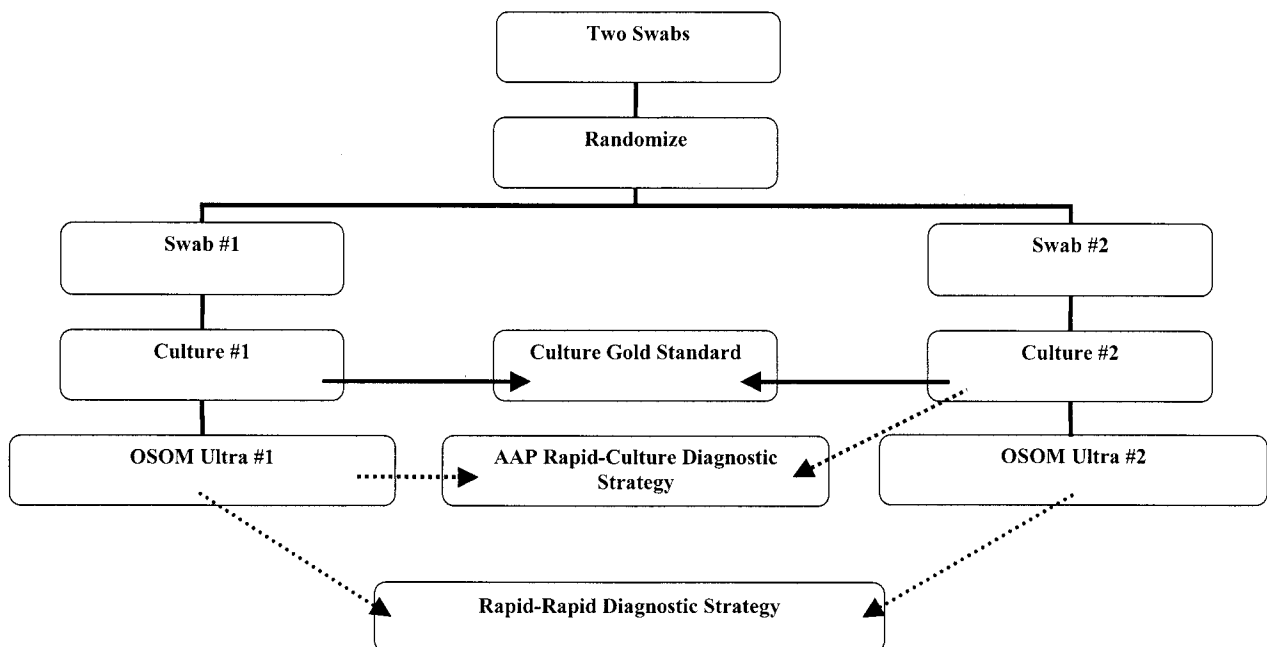 Two Swabs
Randomize
Swab #1
Swab #2
Culture #1
Culture Gold Standard
Culture #2
OSOM Ultra #1
AAP Rapid-Culture Diagnostic
Strategy
OSOM Ultra #2
Rapid-Rapid Diagnostic Strategy